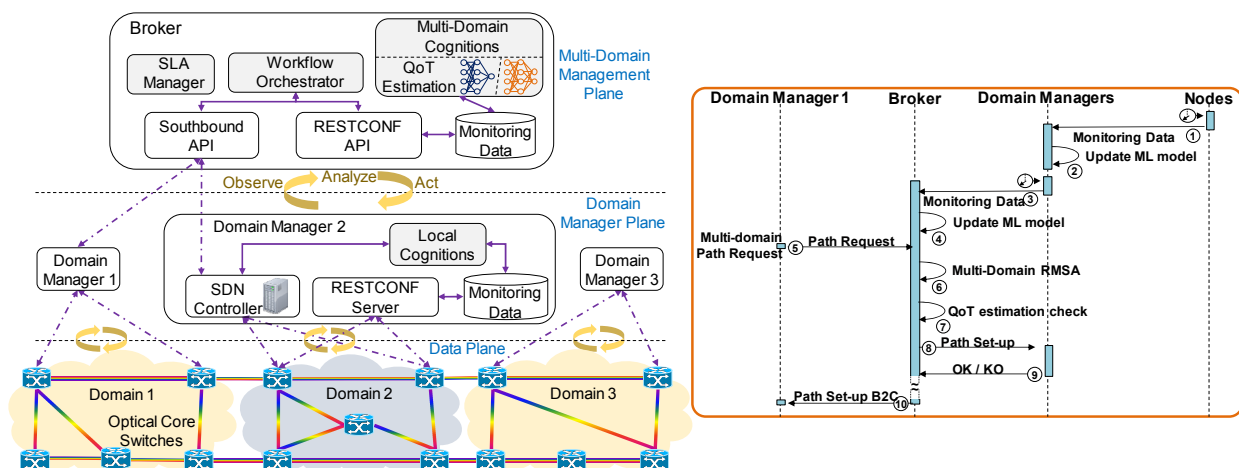 Broker
SLA
Manager
Workflow
Orchestrator
Multi-Domain
Cognitions
QoT
Estimation
Multi-Domain
Management
Plane
Southbound
API
RESTCONF
API
Monitoring
Data
Observe
Analyze
Act
Domain
Manager Plane
Domain Manager 2
Local
Cognitions
Domain
Manager 1
SDN
Controller
RESTCONF
Server
Monitoring
Data
Domain
Manager 3
Data Plane
Domain 1
Domain 2
Domain 3
Optical Core
Switches
Domain Manager 1
Broker
Domain Managers
Nodes
1
Monitoring Data
Update ML model
2
3
Monitoring Data
Update ML model
4
Multi-domain
Path Request
5
Path Request
Multi-Domain RMSA
6
QoT estimation check
7
8
Path Set-up
OK / KO
9
Path Set-up B2C
10